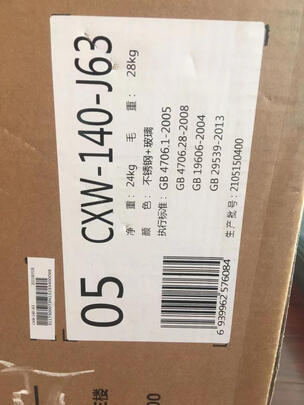 05 CXW-140-J63
净 重：24kg 毛 重：28kg
颜 色：不锈钢+玻璃
执行标准：GB 4706.1-2005
GB 4706.28-2008
GB 19606-2004
GB 29539-2013
生产批号：2105150400
6 939962 576084